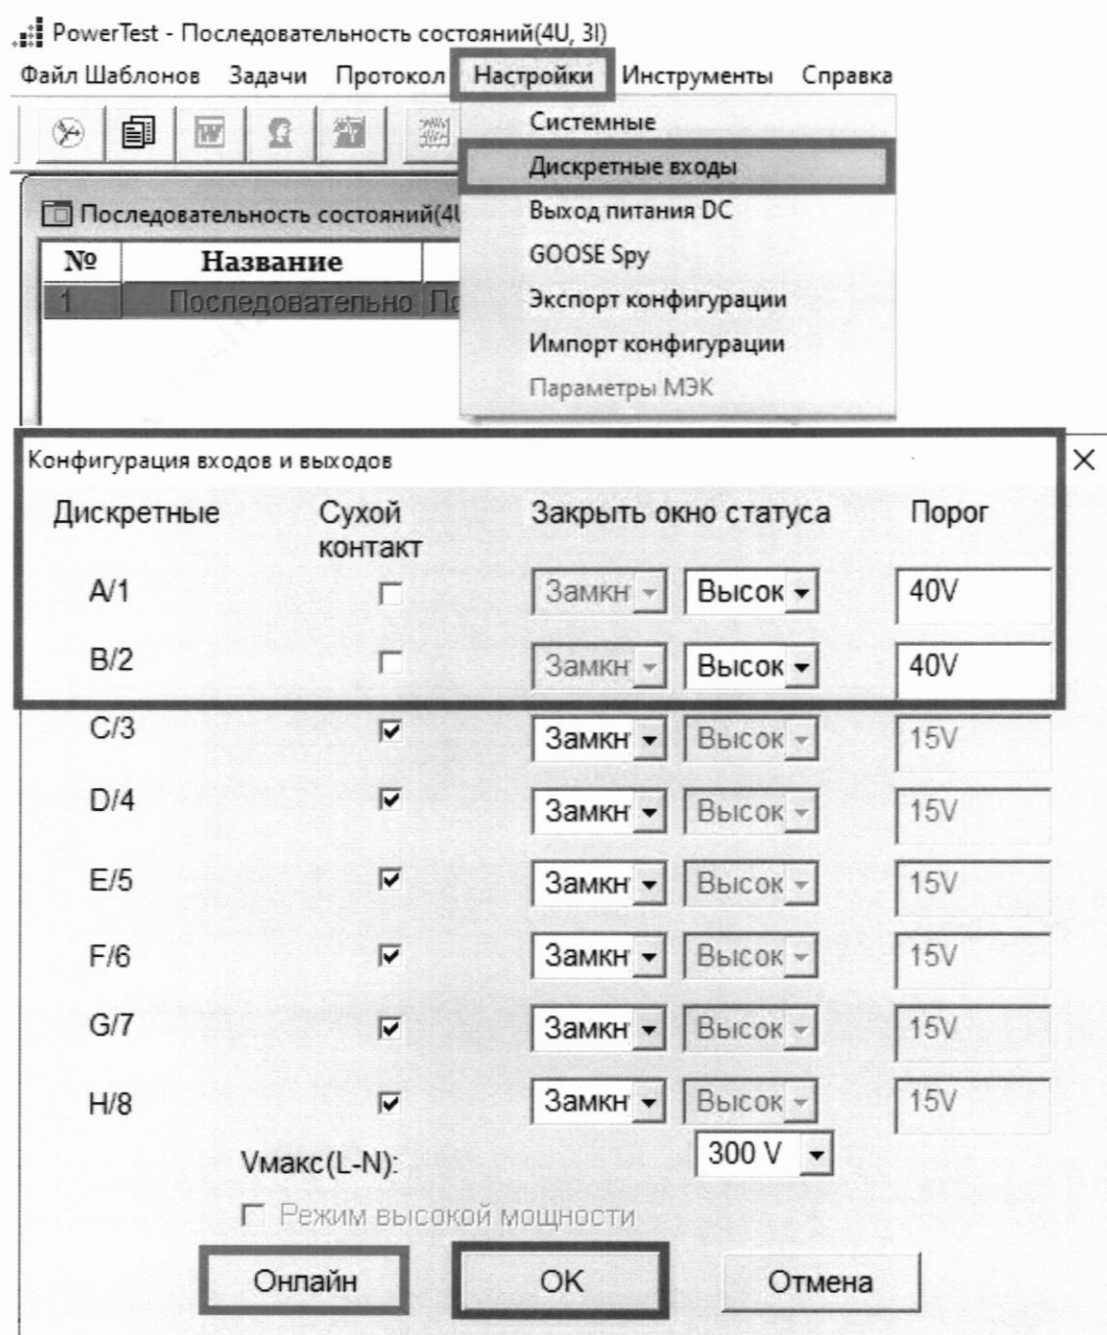 PowerTest - Последовательность состояний(4U, 3I)
Файл Шаблонов Задачи Протокол Настройки Инструменты Справка
Системные
Дискретные входы
Выход питания DC
GOOSE Spy
Экспорт конфигурации
Импорт конфигурации
Параметры МЭК
Последовательность состояний(4U
№ Название
1 Последовательно По
Конфигурация входов и выходов
Дискретные Сухой контакт Закрыть окно статуса Порог
A/1 Замкн Высок 40V
B/2 Замкн Высок 40V
C/3 Замкн Высок 15V
D/4 Замкн Высок 15V
E/5 Замкн Высок 15V
F/6 Замкн Высок 15V
G/7 Замкн Высок 15V
H/8 Замкн Высок 15V
Vмакс(L-N): 300 V
Режим высокой мощности
Онлайн OK Отмена